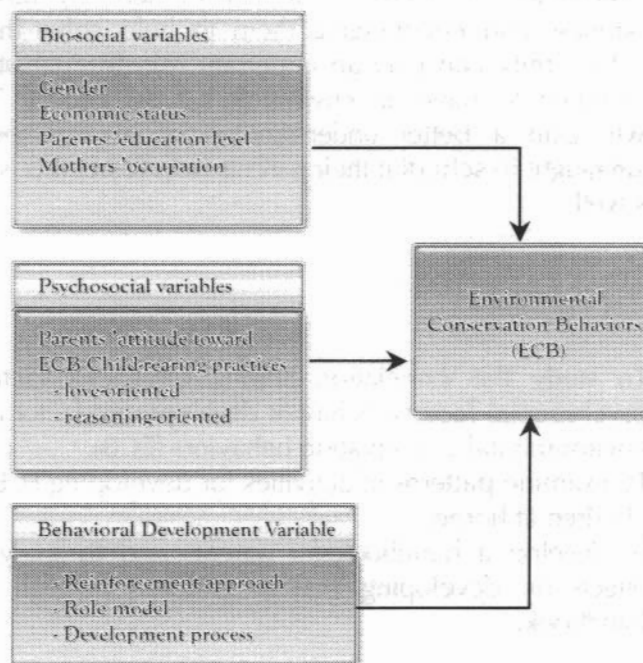 Bio-social variables
Gender
Economic status
Parents 'education level
Mothers 'occupation
Psychosocial variables
Parents 'attitude toward
ECB Child-rearing practices
- love-oriented
- reasoning-oriented
Environmental
Conservation Behaviors
(ECB)
Behavioral Development Variable
- Reinforcement approach
- Role model
- Development process